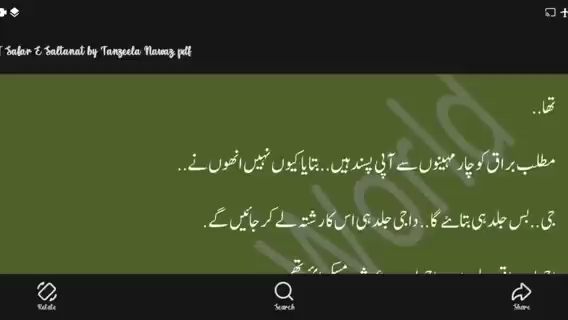 Safar E Saltanat by Tanzeela Nawaz.pdf
World
تھا..
مطلب براق کو چار مہینوں سے آپی پسند ہیں.. بتایا کیوں نہیں انھوں نے..
جی.. بس جلد ہی بتائے گا.. داجی جلد ہی اس کا رشتہ لے کر جائیں گے.
Rotate
Search
Share